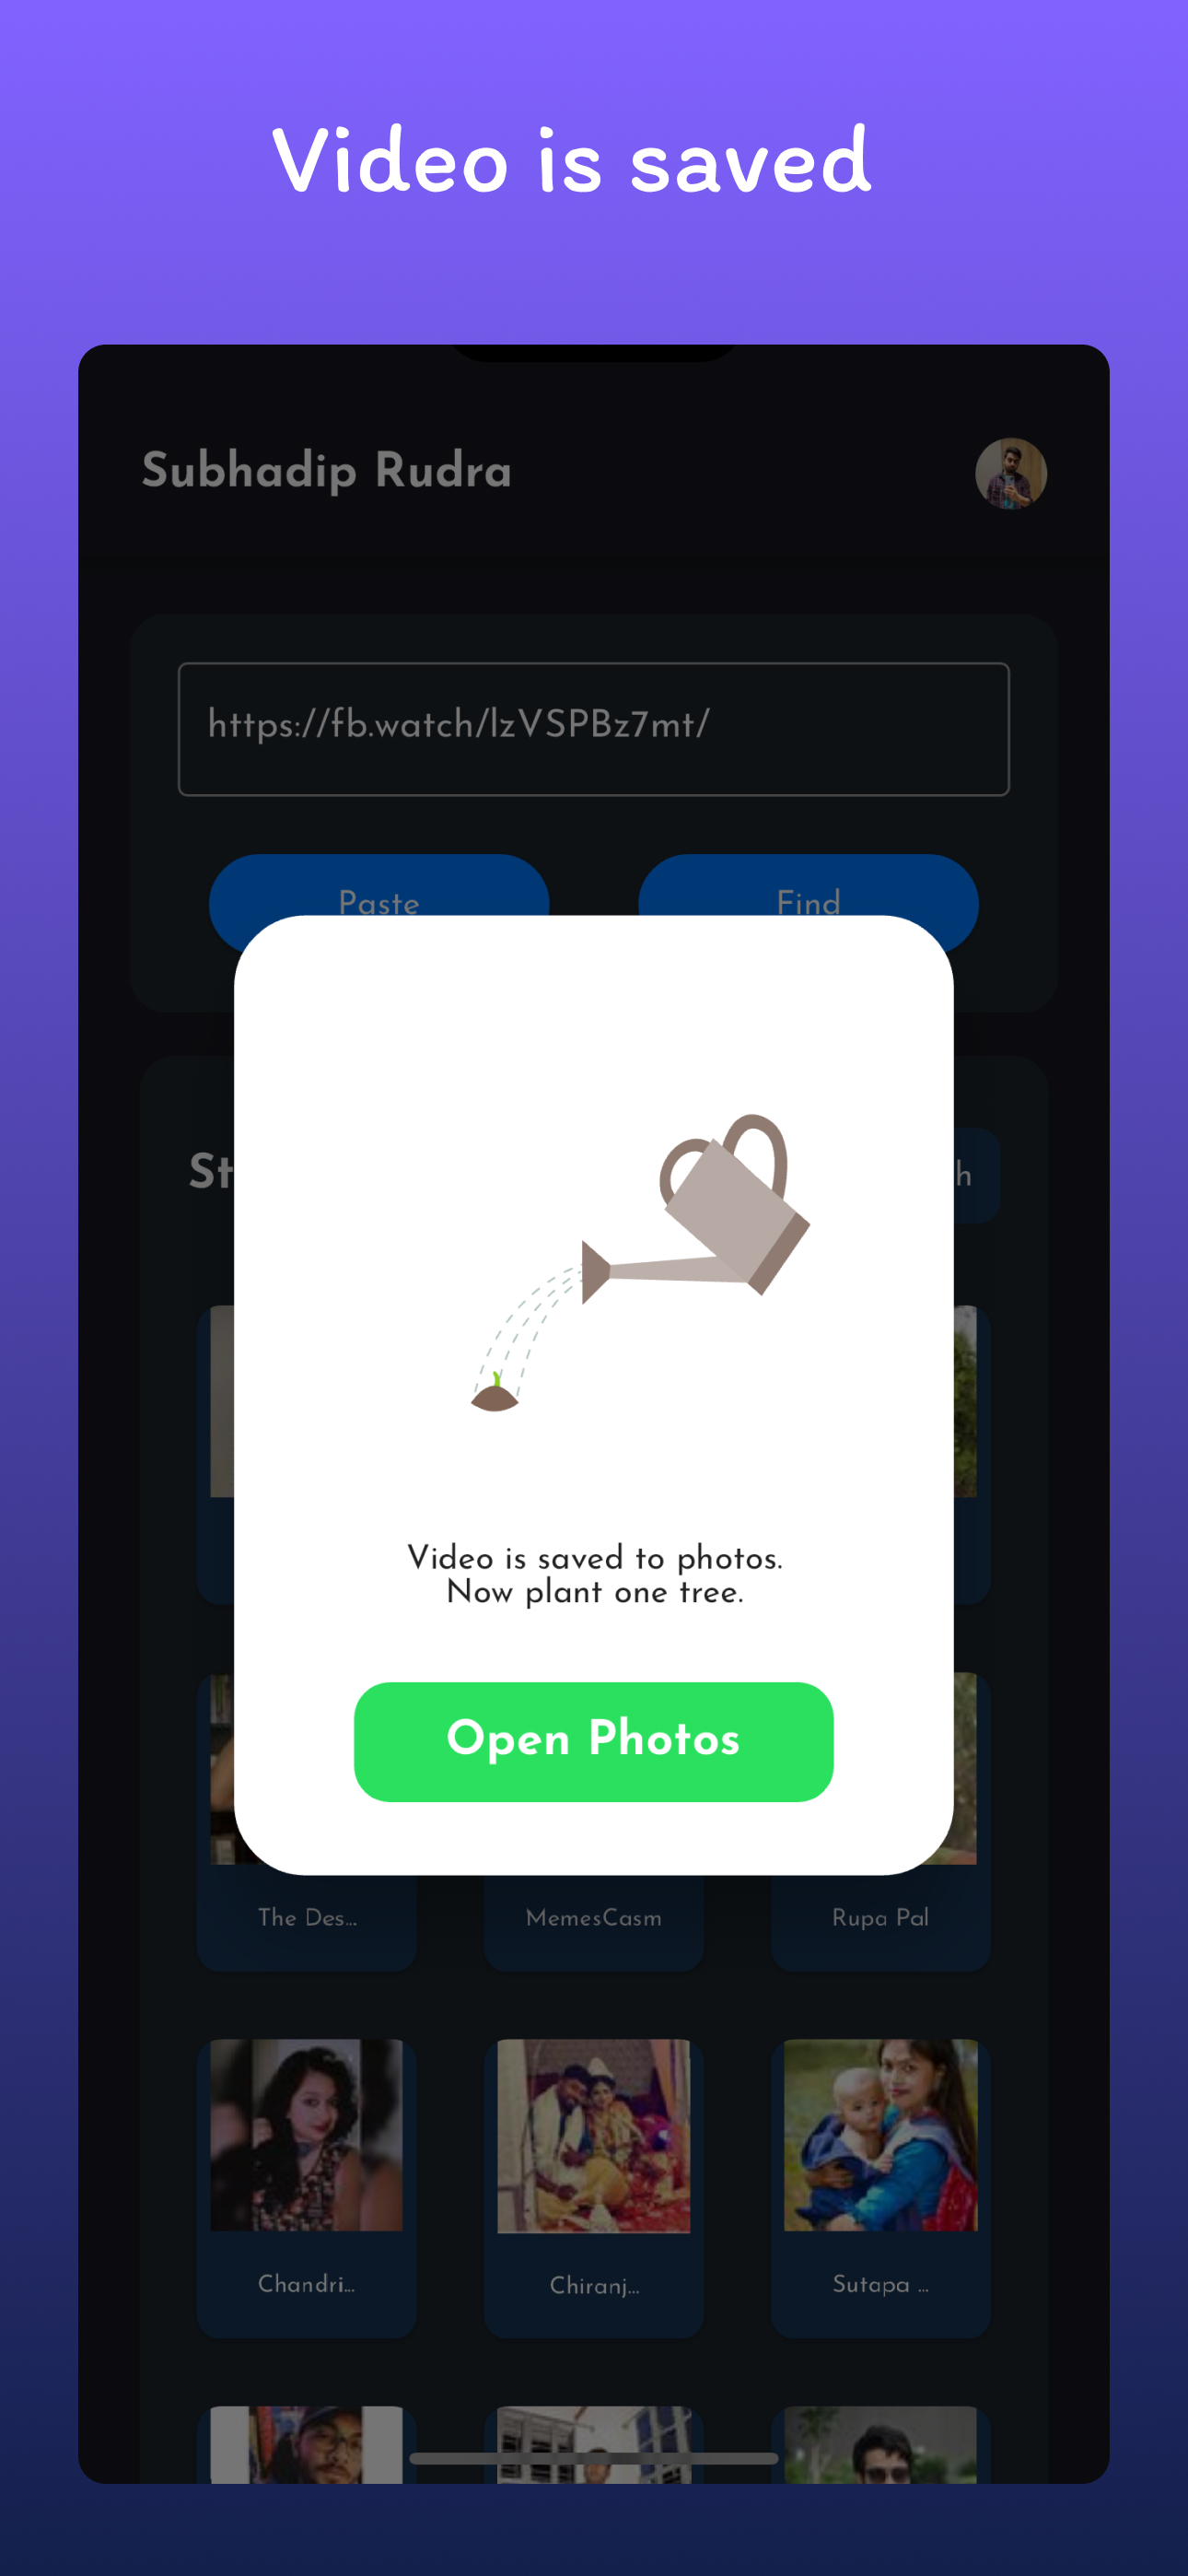 Video is saved
Subhadip Rudra
https://fb.watch/lzVSPBz7mt/
Paste
Find
St
h
Video is saved to photos.
Now plant one tree.
Open Photos
The Des...
MemesCasm
Rupa Pal
Chandri...
Chiranj...
Sutapa ...